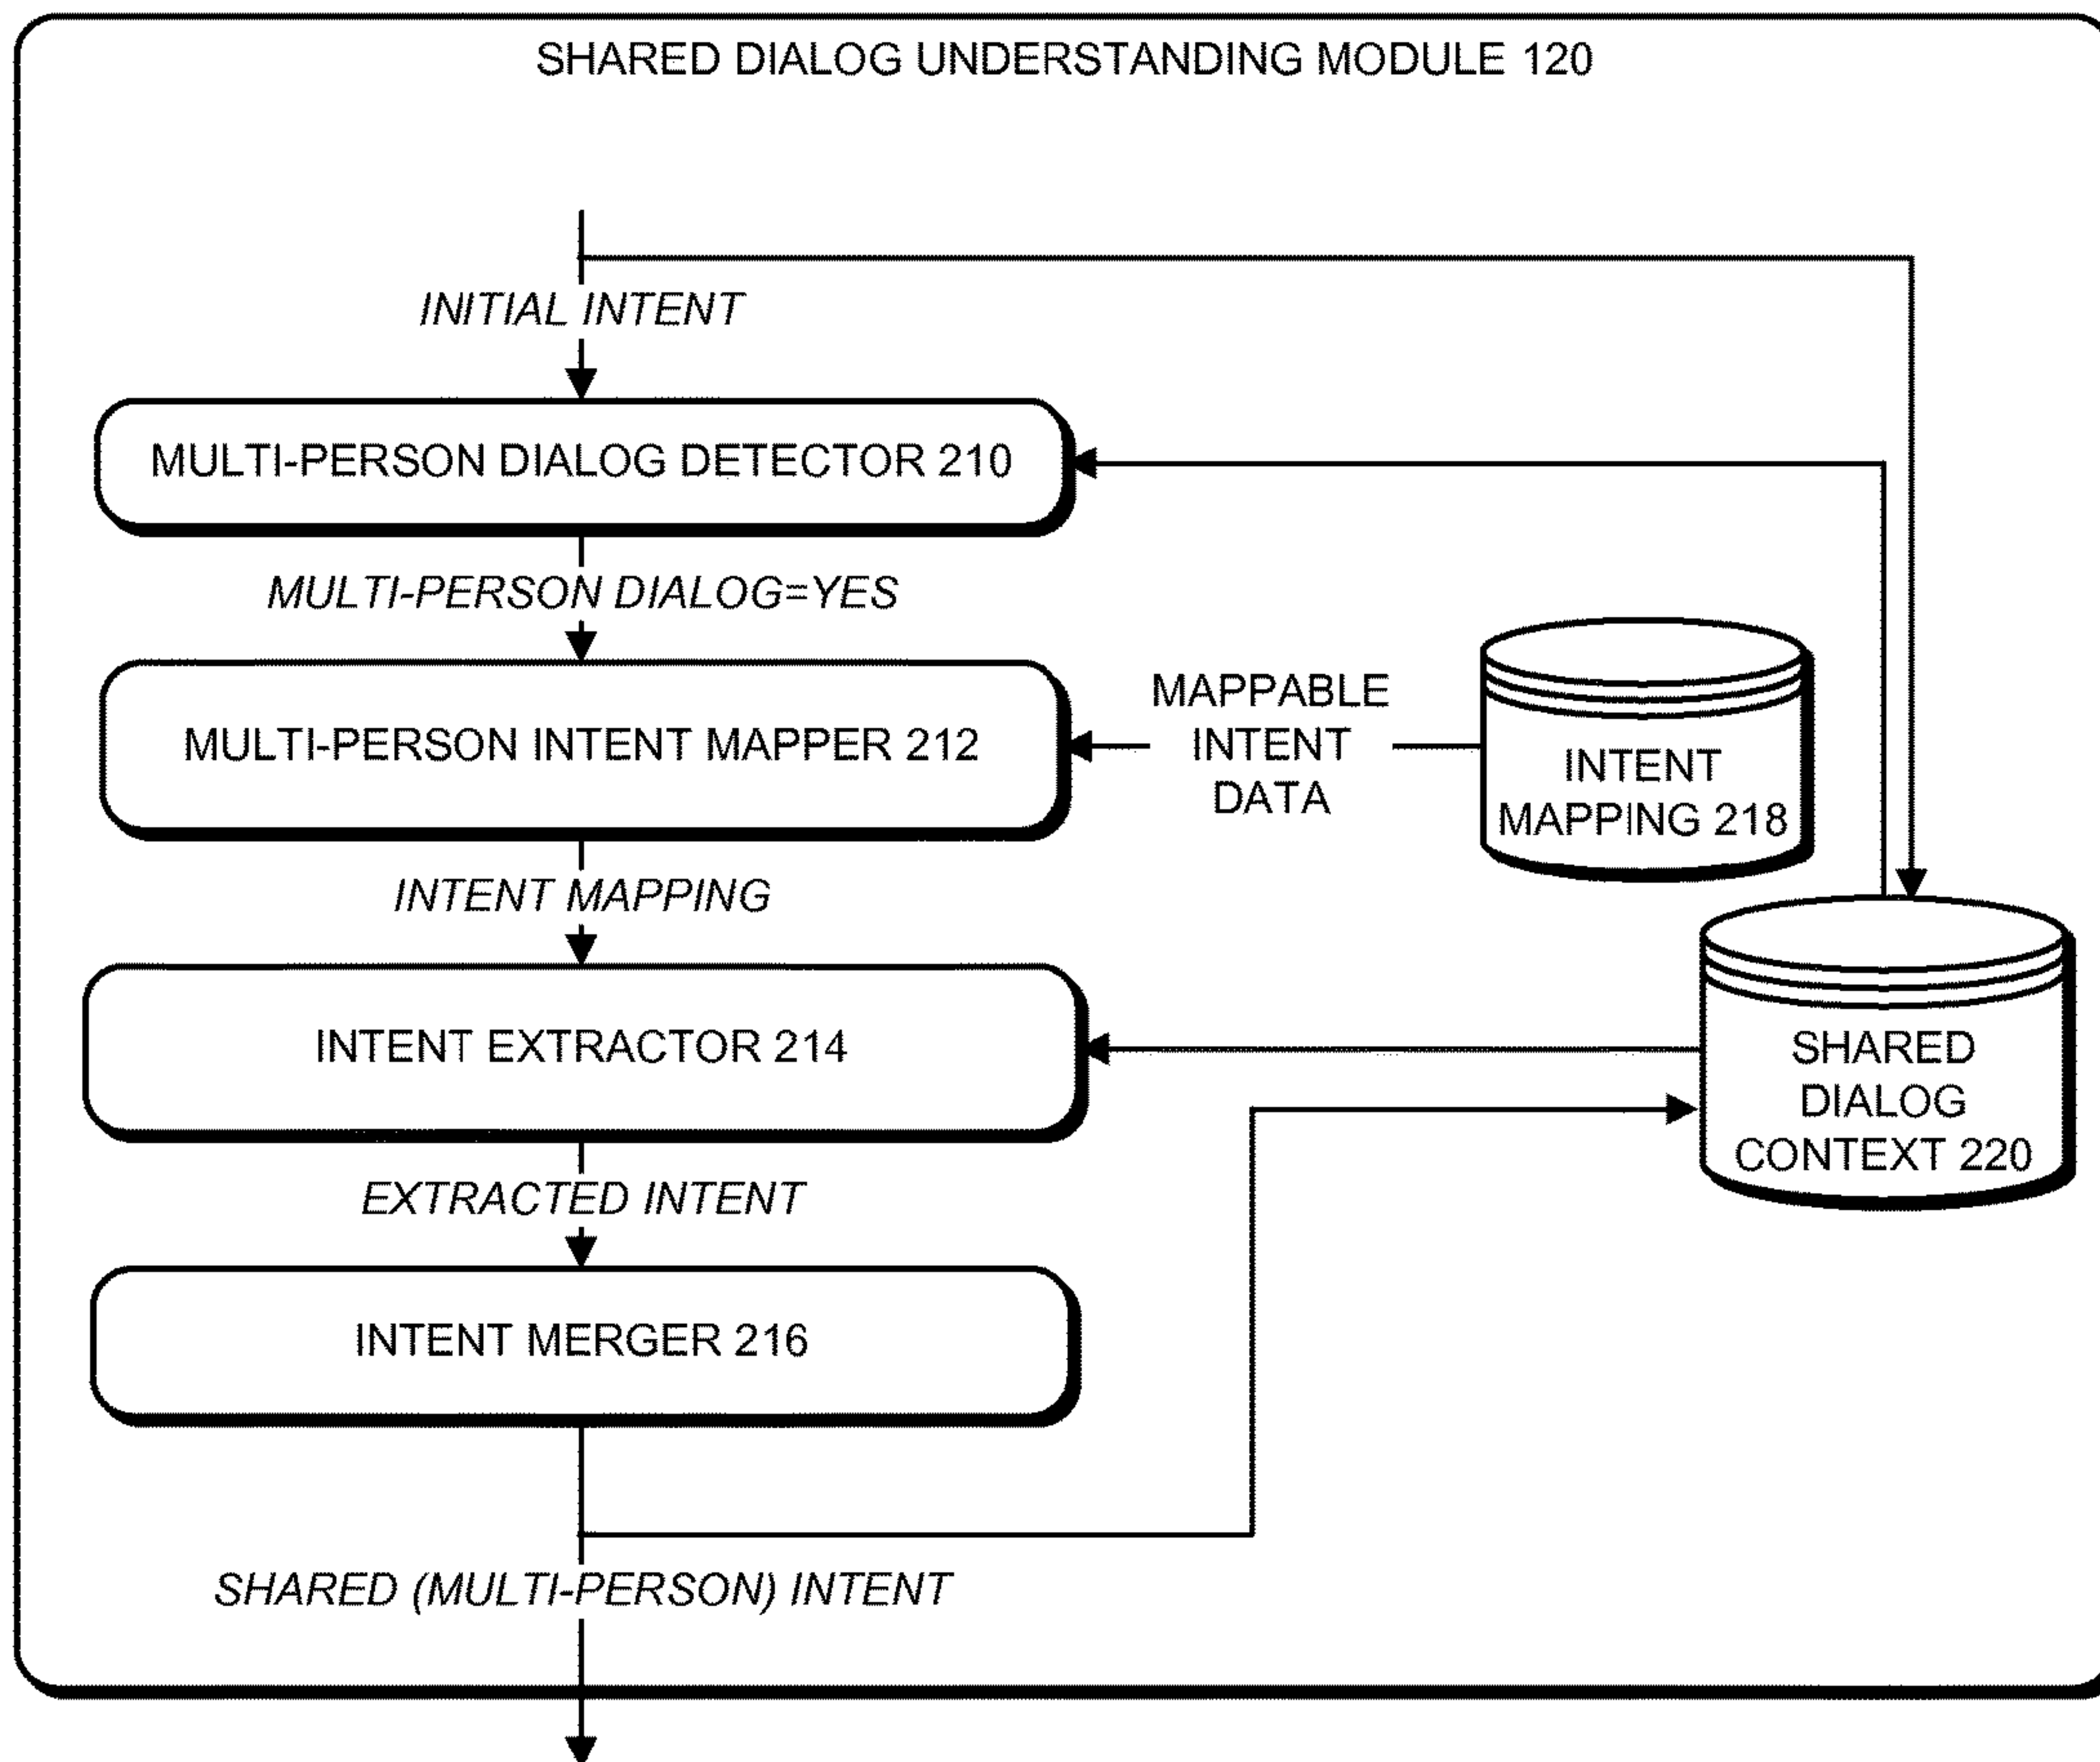 SHARED DIALOG UNDERSTANDING MODULE 120
INITIAL INTENT
MULTI-PERSON DIALOG DETECTOR 210
MULTI-PERSON DIALOG=YES
MULTI-PERSON INTENT MAPPER 212
MAPPABLE
INTENT
DATA
INTENT
MAPPING 218
INTENT MAPPING
INTENT EXTRACTOR 214
SHARED
DIALOG
CONTEXT 220
EXTRACTED INTENT
INTENT MERGER 216
SHARED (MULTI-PERSON) INTENT